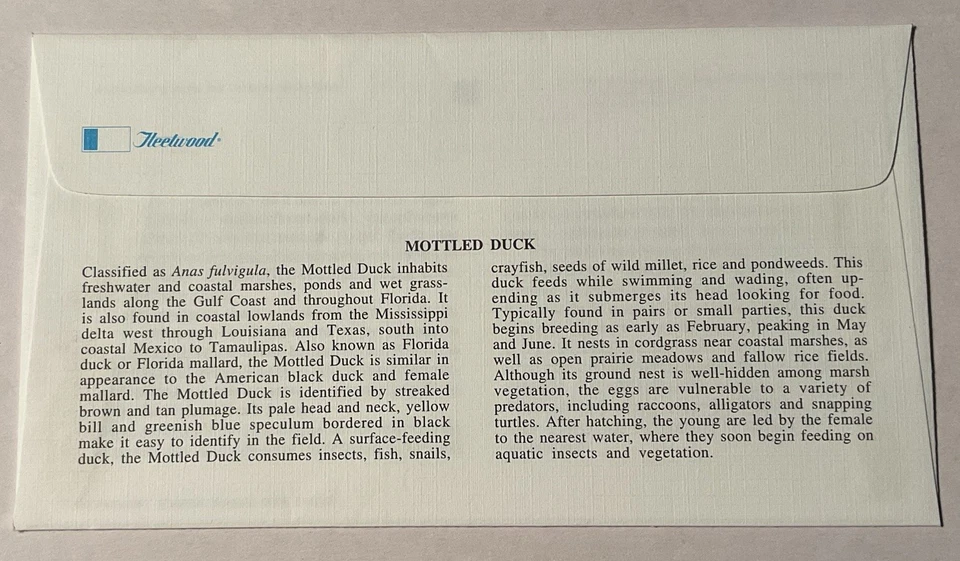 Fleetwood®
MOTTLED DUCK
Classified as Anas fulvigula, the Mottled Duck inhabits
freshwater and coastal marshes, ponds and wet grass-
lands along the Gulf Coast and throughout Florida. It
is also found in coastal lowlands from the Mississippi
delta west through Louisiana and Texas, south into
coastal Mexico to Tamaulipas. Also known as Florida
duck or Florida mallard, the Mottled Duck is similar in
appearance to the American black duck and female
mallard. The Mottled Duck is identified by streaked
brown and tan plumage. Its pale head and neck, yellow
bill and greenish blue speculum bordered in black
make it easy to identify in the field. A surface-feeding
duck, the Mottled Duck consumes insects, fish, snails,
crayfish, seeds of wild millet, rice and pondweeds. This
duck feeds while swimming and wading, often up-
ending as it submerges its head looking for food.
Typically found in pairs or small parties, this duck
begins breeding as early as February, peaking in May
and June. It nests in cordgrass near coastal marshes, as
well as open prairie meadows and fallow rice fields.
Although its ground nest is well-hidden among marsh
vegetation, the eggs are vulnerable to a variety of
predators, including raccoons, alligators and snapping
turtles. After hatching, the young are led by the female
to the nearest water, where they soon begin feeding on
aquatic insects and vegetation.